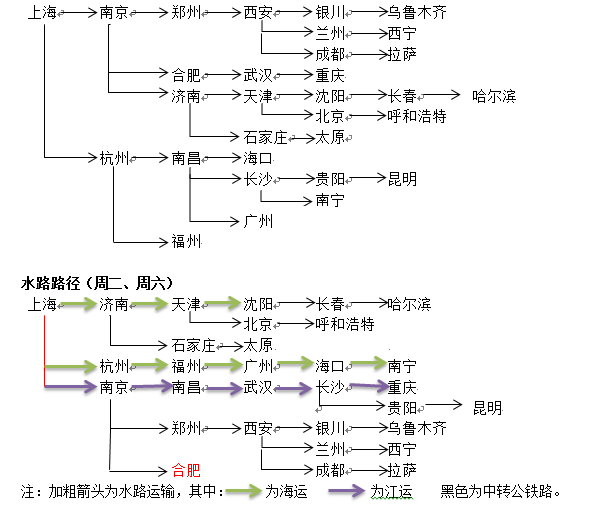 上海 南京 郑州 西安 银川 乌鲁木齐
兰州 西宁
成都 拉萨
合肥 武汉 重庆
济南 天津 沈阳 长春 哈尔滨
北京 呼和浩特
石家庄 太原
杭州 南昌 海口
长沙 贵阳 昆明
南宁
广州
福州
水路路径（周二、周六）
上海 济南 天津 沈阳 长春 哈尔滨
北京 呼和浩特
石家庄 太原
杭州 福州 广州 海口 南宁
南京 南昌 武汉 长沙 重庆
贵阳 昆明
郑州 西安 银川 乌鲁木齐
兰州 西宁
合肥 成都 拉萨
注：加粗箭头为水路运输，其中： 为海运 为江运 黑色为中转公铁路。